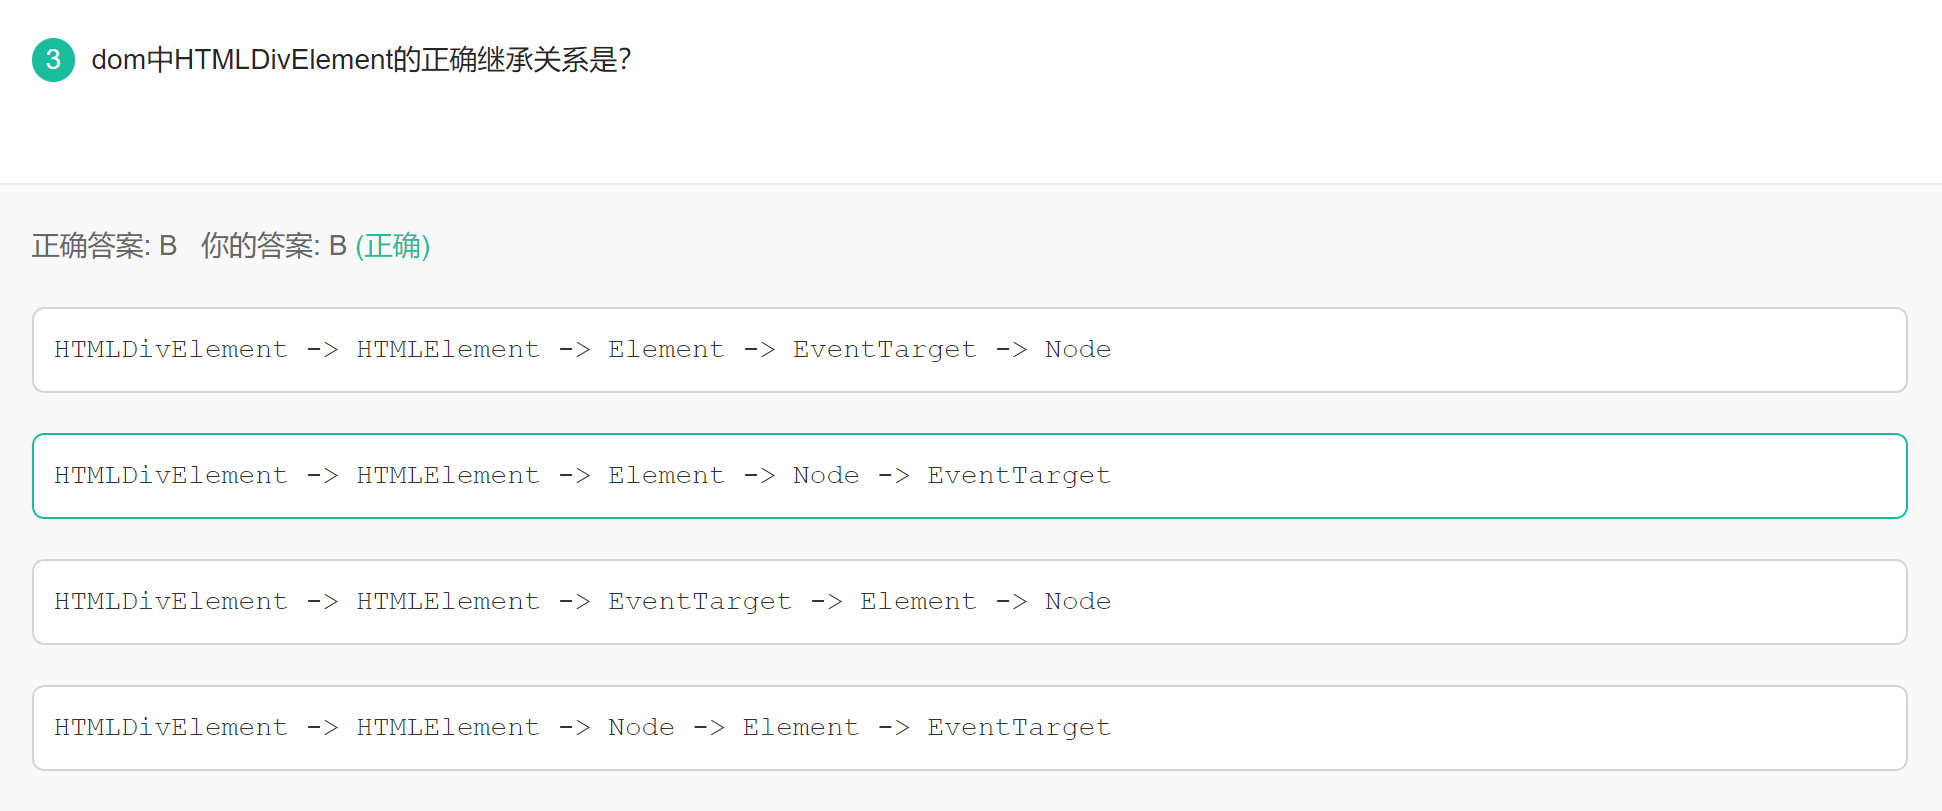 3 dom中HTMLDivElement的正确继承关系是?
正确答案: B 你的答案: B (正确)
HTMLDivElement -> HTMLElement -> Element -> EventTarget -> Node
HTMLDivElement -> HTMLElement -> Element -> Node -> EventTarget
HTMLDivElement -> HTMLElement -> EventTarget -> Element -> Node
HTMLDivElement -> HTMLElement -> Node -> Element -> EventTarget